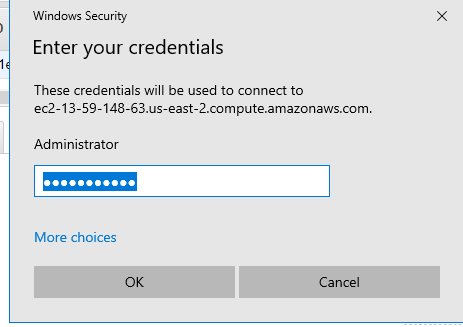 Windows Security
Enter your credentials
These credentials will be used to connect to
ec2-13-59-148-63.us-east-2.compute.amazonaws.com.
Administrator
●●●●●●●●●●●
More choices
OK
Cancel